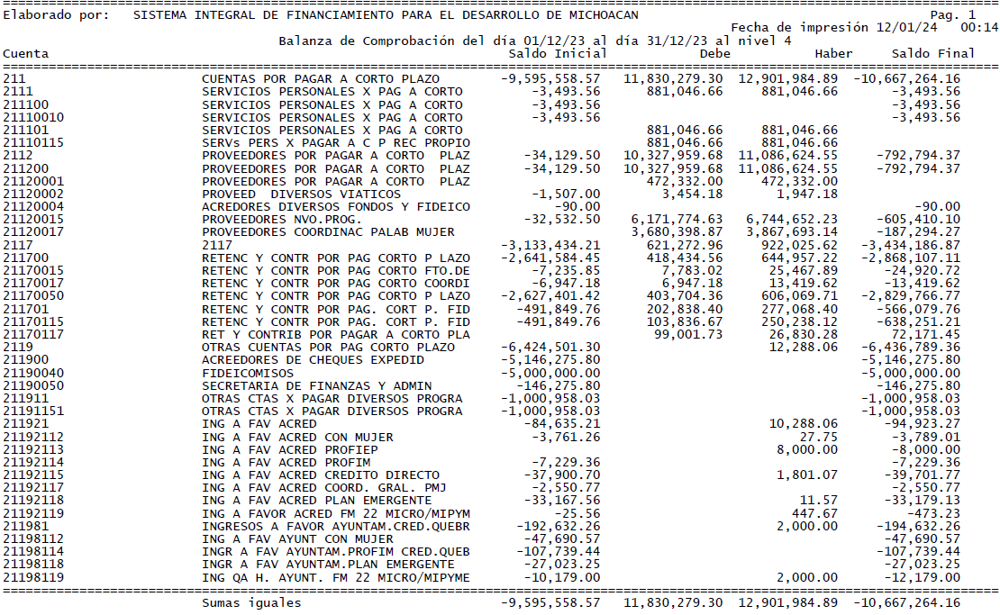 Elaborado por: SISTEMA INTEGRAL DE FINANCIAMIENTO PARA EL DESARROLLO DE MICHOACAN Pag. 1
Fecha de impresión 12/01/24 00:14
Balanza de Comprobación del día 01/12/23 al día 31/12/23 al nivel 4
Cuenta Saldo Inicial Debe Haber Saldo Final
211 CUENTAS POR PAGAR A CORTO PLAZO -9,595,558.57 11,830,279.30 12,901,984.89 -10,667,264.16
2111 SERVICIOS PERSONALES X PAG A CORTO -3,493.56 881,046.66 881,046.66 -3,493.56
211100 SERVICIOS PERSONALES X PAG A CORTO -3,493.56 -3,493.56
21110010 SERVICIOS PERSONALES X PAG A CORTO -3,493.56 -3,493.56
211101 SERVICIOS PERSONALES X PAG A CORTO 881,046.66 881,046.66
21110115 SERVs PERS X PAGAR A C P REC PROPIO 881,046.66 881,046.66
2112 PROVEEDORES POR PAGAR A CORTO PLAZ -34,129.50 10,327,959.68 11,086,624.55 -792,794.37
211200 PROVEEDORES POR PAGAR A CORTO PLAZ -34,129.50 10,327,959.68 11,086,624.55 -792,794.37
21120001 PROVEEDORES POR PAGAR A CORTO PLAZ 472,332.00 472,332.00
21120002 PROVEED DIVERSOS VIATICOS -1,507.00 3,454.18 1,947.18
21120004 ACREDORES DIVERSOS FONDOS Y FIDEICO -90.00 -90.00
21120015 PROVEEDORES NVO.PROG. -32,532.50 6,171,774.63 6,744,652.23 -605,410.10
21120017 PROVEEDORES COORDINAC PALAB MUJER 3,680,398.87 3,867,693.14 -187,294.27
2117 2117 -3,133,434.21 621,272.96 922,025.62 -3,434,186.87
211700 RETENC Y CONTR POR PAG CORTO P LAZO -2,641,584.45 418,434.56 644,957.22 -2,868,107.11
21170015 RETENC Y CONTR POR PAG CORTO FTO.DE -7,235.85 7,783.02 25,467.89 -24,920.72
21170017 RETENC Y CONTR POR PAG CORTO COORDI -6,947.18 6,947.18 13,419.62 -13,419.62
21170050 RETENC Y CONTR POR PAG CORTO P LAZO -2,627,401.42 403,704.36 606,069.71 -2,829,766.77
211701 RETENC Y CONTR POR PAG. CORT P. FID -491,849.76 202,838.40 277,068.40 -566,079.76
21170115 RETENC Y CONTR POR PAG. CORT P. FID -491,849.76 103,836.67 250,238.12 -638,251.21
21170117 RET Y CONTRIB POR PAGAR A CORTO PLA 99,001.73 26,830.28 72,171.45
2119 OTRAS CUENTAS POR PAG CORTO PLAZO -6,424,501.30 12,288.06 -6,436,789.36
211900 ACREEDORES DE CHEQUES EXPEDID -5,146,275.80 -5,146,275.80
21190040 FIDEICOMISOS -5,000,000.00 -5,000,000.00
21190050 SECRETARIA DE FINANZAS Y ADMIN -146,275.80 -146,275.80
211911 OTRAS CTAS X PAGAR DIVERSOS PROGRA -1,000,958.03 -1,000,958.03
21191151 OTRAS CTAS X PAGAR DIVERSOS PROGRA -1,000,958.03 -1,000,958.03
211921 ING A FAV ACRED -84,635.21 10,288.06 -94,923.27
21192112 ING A FAV ACRED CON MUJER -3,761.26 27.75 -3,789.01
21192113 ING A FAV ACRED PROFIEP 8,000.00 -8,000.00
21192114 ING A FAV ACRED PROFIM -7,229.36 -7,229.36
21192115 ING A FAV ACRED CREDITO DIRECTO -37,900.70 1,801.07 -39,701.77
21192117 ING A FAV ACRED COORD. GRAL. PMJ -2,550.77 -2,550.77
21192118 ING A FAV ACRED PLAN EMERGENTE -33,167.56 11.57 -33,179.13
21192119 ING A FAVOR ACRED FM 22 MICRO/MIPYM -25.56 447.67 -473.23
211981 INGRESOS A FAVOR AYUNTAM.CRED.QUEBR -192,632.26 2,000.00 -194,632.26
21198112 ING A FAV AYUNT CON MUJER -47,690.57 -47,690.57
21198114 INGR A FAV AYUNTAM.PROFIM CRED.QUEB -107,739.44 -107,739.44
21198118 INGR A FAV AYUNTAM.PLAN EMERGENTE -27,023.25 -27,023.25
21198119 ING QA H. AYUNT. FM 22 MICRO/MIPYME -10,179.00 2,000.00 -12,179.00
Sumas iguales -9,595,558.57 11,830,279.30 12,901,984.89 -10,667,264.16